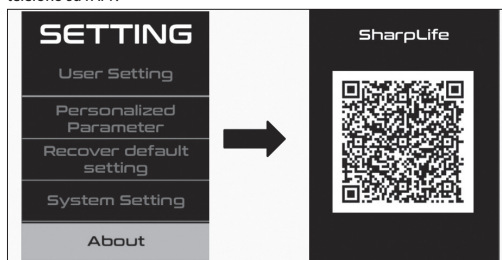 SETTING
User Setting
Personalized
Parameter
Recover default
setting
System Setting
About
SharpLife